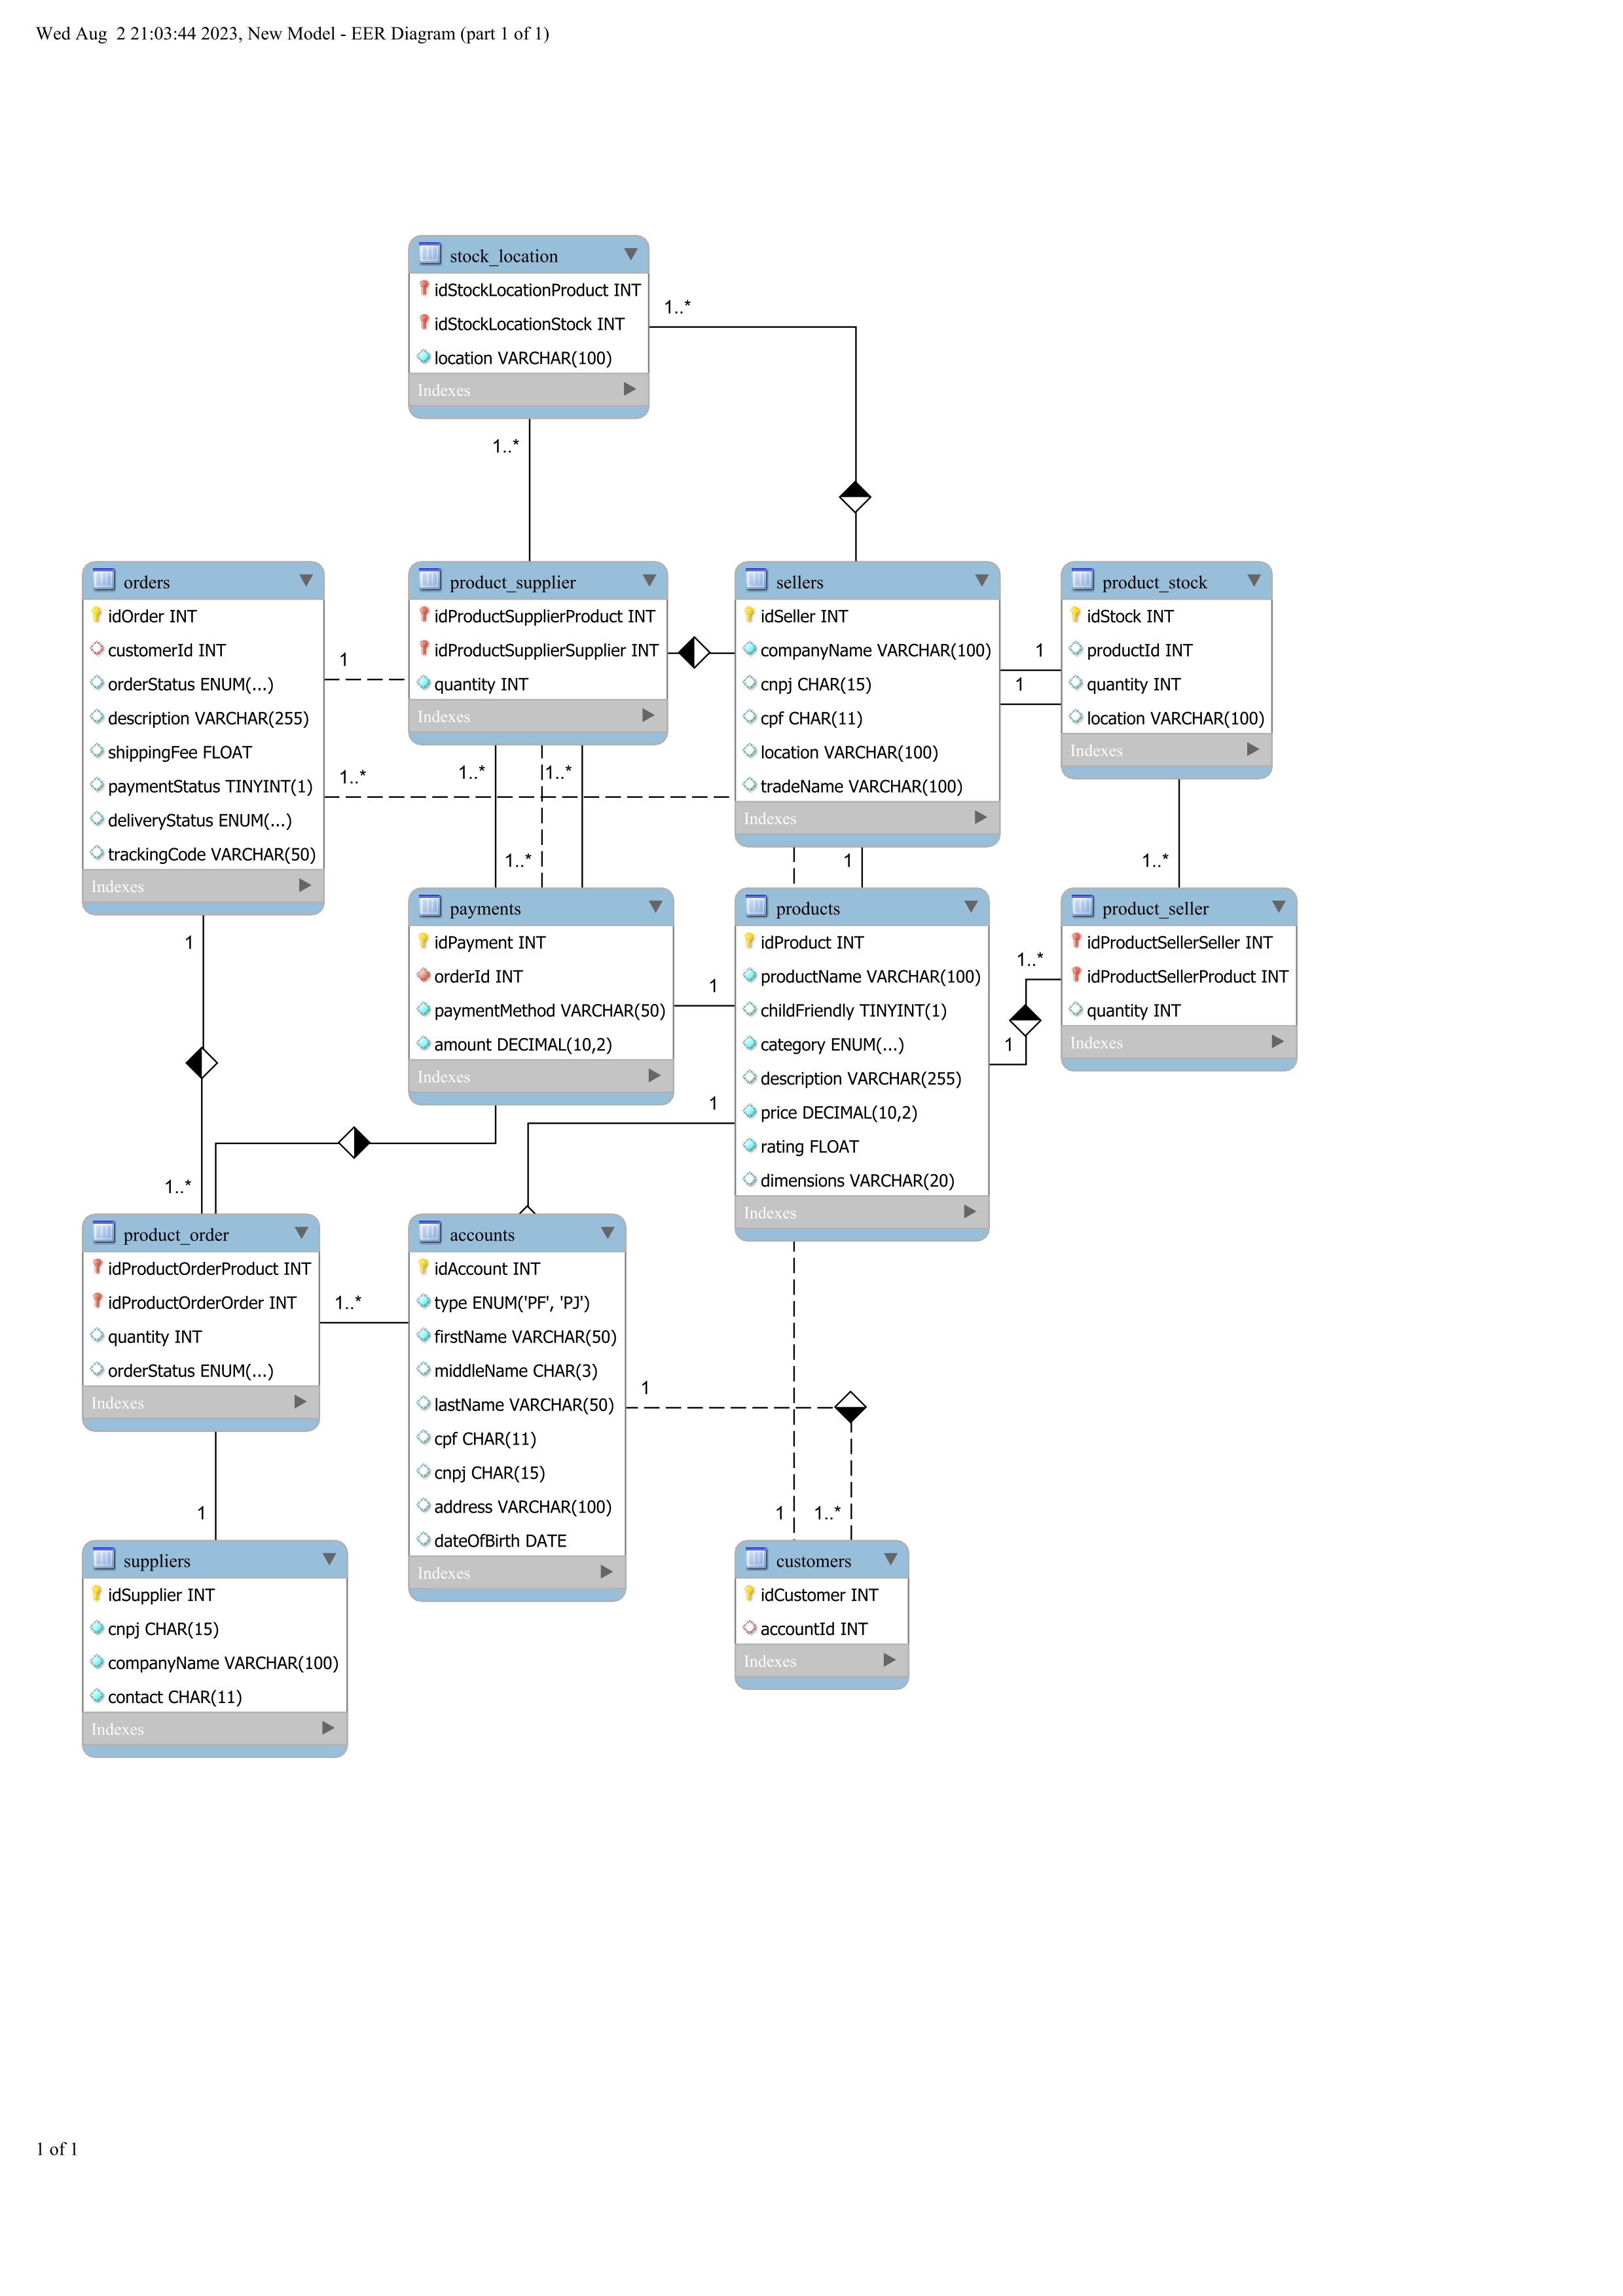 Wed Aug  2 21:03:44 2023, New Model - EER Diagram (part 1 of 1)
stock_location
idStockLocationProduct INT
idStockLocationStock INT
location VARCHAR(100)
Indexes
1..*
1..*
orders
idOrder INT
customerId INT
orderStatus ENUM(...)
description VARCHAR(255)
shippingFee FLOAT
paymentStatus TINYINT(1)
deliveryStatus ENUM(...)
trackingCode VARCHAR(50)
Indexes
1
1..*
1
product_supplier
idProductSupplierProduct INT
idProductSupplierSupplier INT
quantity INT
Indexes
1..*
1..*
1..*
sellers
idSeller INT
companyName VARCHAR(100)
cnpj CHAR(15)
cpf CHAR(11)
location VARCHAR(100)
tradeName VARCHAR(100)
Indexes
1
1
1
product_stock
idStock INT
productId INT
quantity INT
location VARCHAR(100)
Indexes
1..*
payments
idPayment INT
orderId INT
paymentMethod VARCHAR(50)
amount DECIMAL(10,2)
Indexes
1
1
products
idProduct INT
productName VARCHAR(100)
childFriendly TINYINT(1)
category ENUM(...)
description VARCHAR(255)
price DECIMAL(10,2)
rating FLOAT
dimensions VARCHAR(20)
Indexes
1..*
1
product_seller
idProductSellerSeller INT
idProductSellerProduct INT
quantity INT
Indexes
1..*
product_order
idProductOrderProduct INT
idProductOrderOrder INT
quantity INT
orderStatus ENUM(...)
Indexes
1..*
1
accounts
idAccount INT
type ENUM('PF', 'PJ')
firstName VARCHAR(50)
middleName CHAR(3)
lastName VARCHAR(50)
cpf CHAR(11)
cnpj CHAR(15)
address VARCHAR(100)
dateOfBirth DATE
Indexes
1
1
1..*
suppliers
idSupplier INT
cnpj CHAR(15)
companyName VARCHAR(100)
contact CHAR(11)
Indexes
customers
idCustomer INT
accountId INT
Indexes
1 of 1